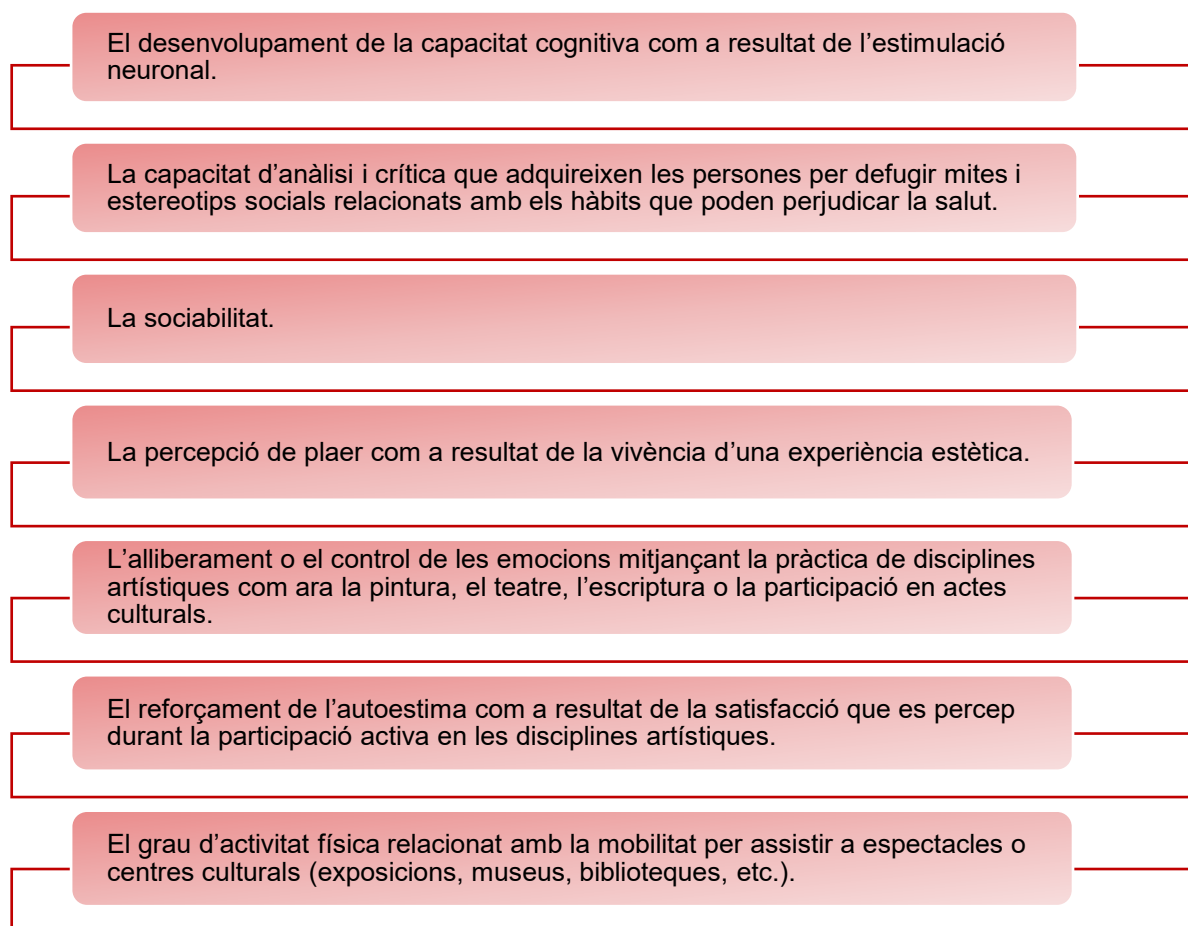 El desenvolupament de la capacitat cognitiva com a resultat de l’estimulació
neuronal.
La capacitat d’anàlisi i crítica que adquireixen les persones per defugir mites i
estereotips socials relacionats amb els hàbits que poden perjudicar la salut.
La sociabilitat.
La percepció de plaer com a resultat de la vivència d’una experiència estètica.
L’alliberament o el control de les emocions mitjançant la pràctica de disciplines
artístiques com ara la pintura, el teatre, l’escriptura o la participació en actes
culturals.
El reforçament de l’autoestima com a resultat de la satisfacció que es percep
durant la participació activa en les disciplines artístiques.
El grau d’activitat física relacionat amb la mobilitat per assistir a espectacles o
centres culturals (exposicions, museus, biblioteques, etc.).